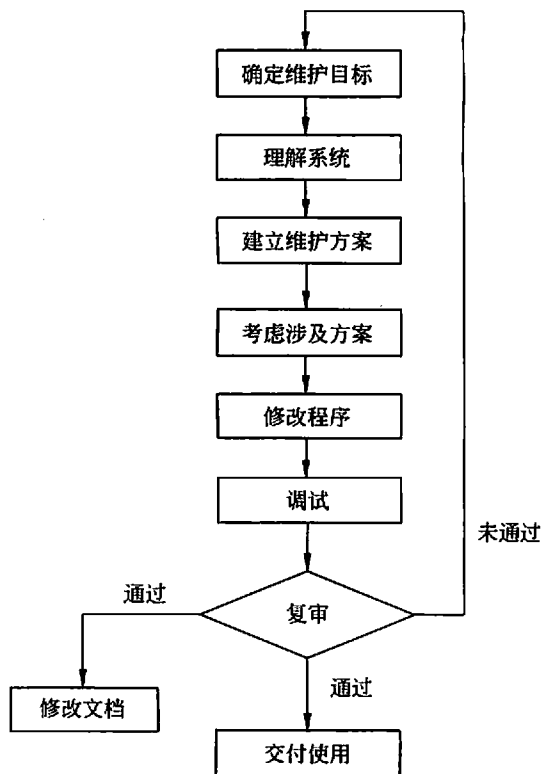 确定维护目标
理解系统
建立维护方案
考虑涉及方案
修改程序
调试
未通过
通过
复审
通过
修改文档
交付使用